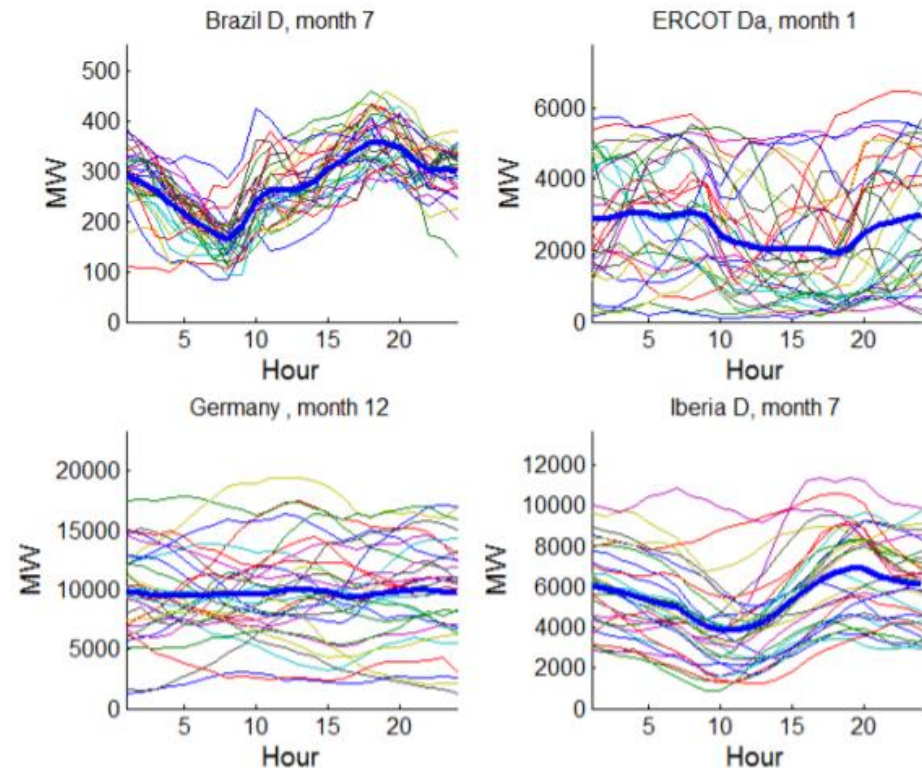 Brazil D, month 7
500
400
300
200
100
0
MW
5 10 15 20
Hour
ERCOT Da, month 1
6000
4000
2000
0
MW
5 10 15 20
Hour
Germany , month 12
20000
15000
10000
5000
0
MW
5 10 15 20
Hour
Iberia D, month 7
12000
10000
8000
6000
4000
2000
0
MW
5 10 15 20
Hour